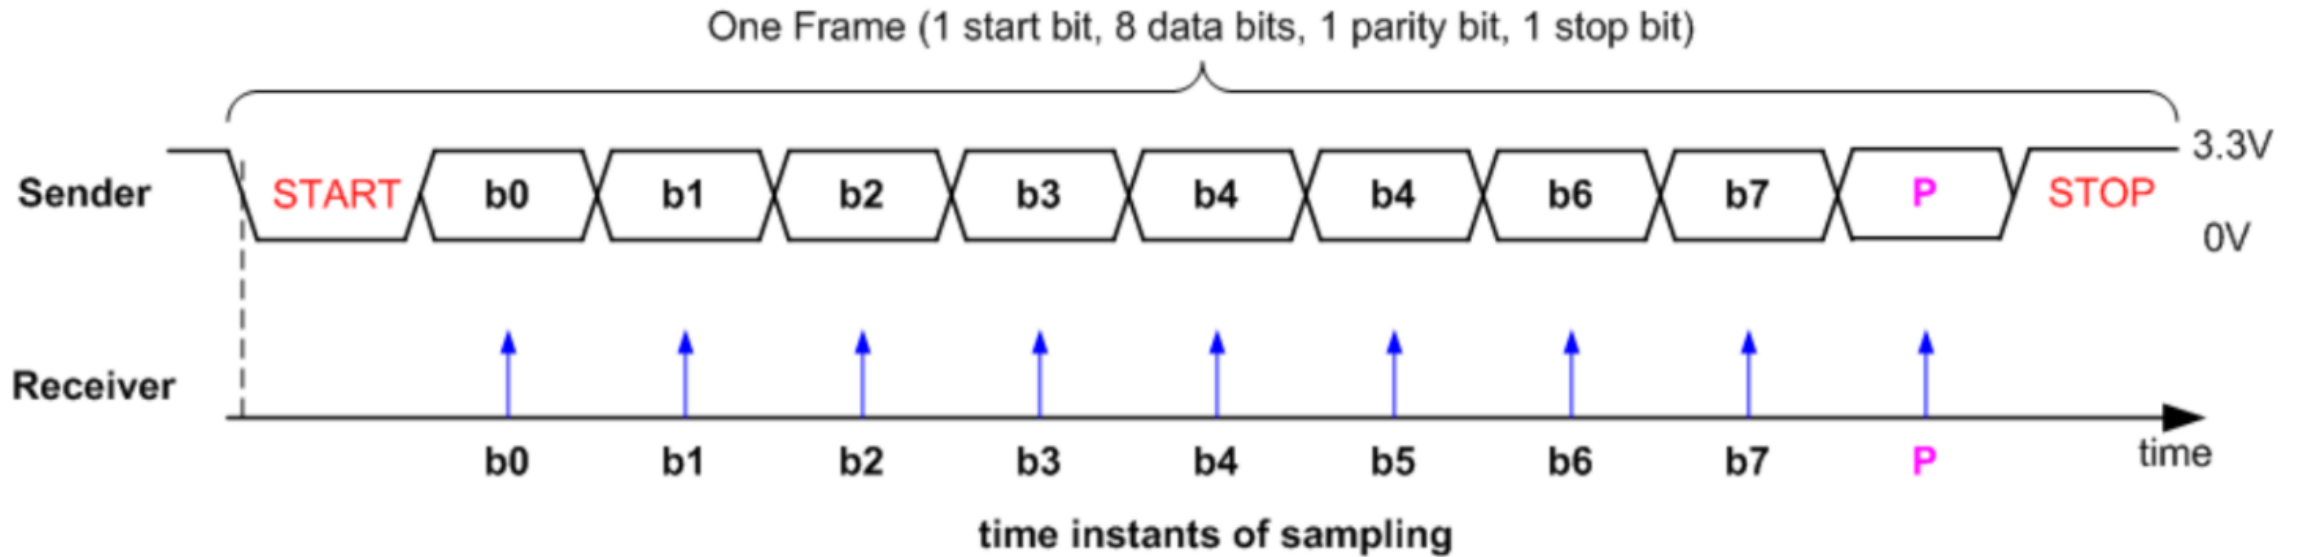 One Frame (1 start bit, 8 data bits, 1 parity bit, 1 stop bit)
3.3V
Sender START b0 b1 b2 b3 b4 b4 b6 b7 P STOP
0V
Receiver
b0 b1 b2 b3 b4 b5 b6 b7 P time
time instants of sampling